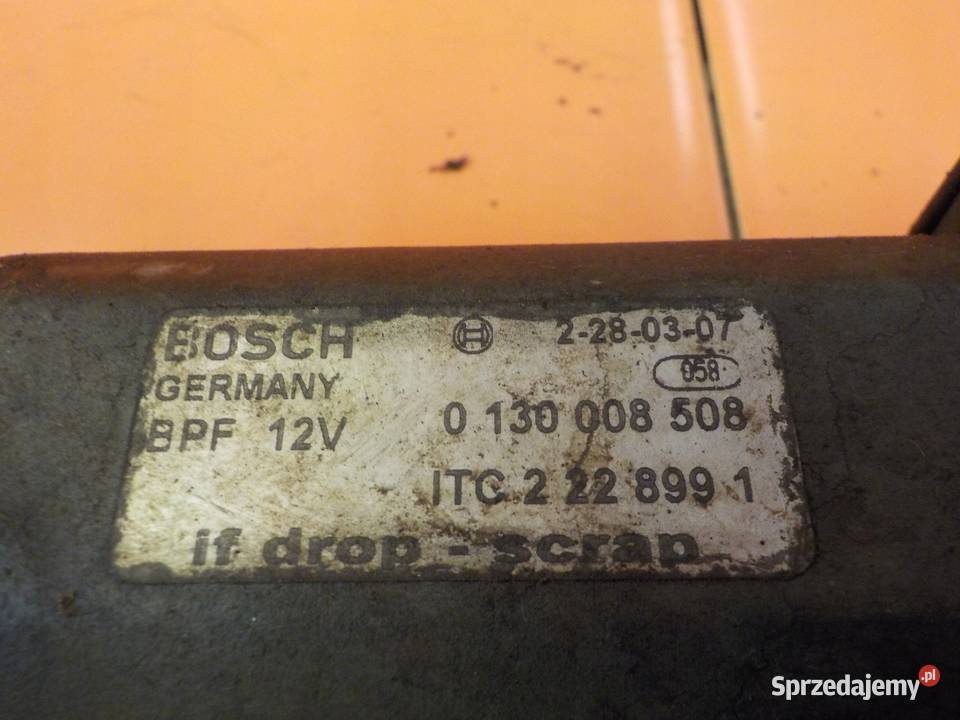 BOSCH 2-28-03-07
GERMANY 058
BPF 12V 0 130 008 508
ITC 2 22 899 1
if drop - scrap
Sprzedajemy.pl